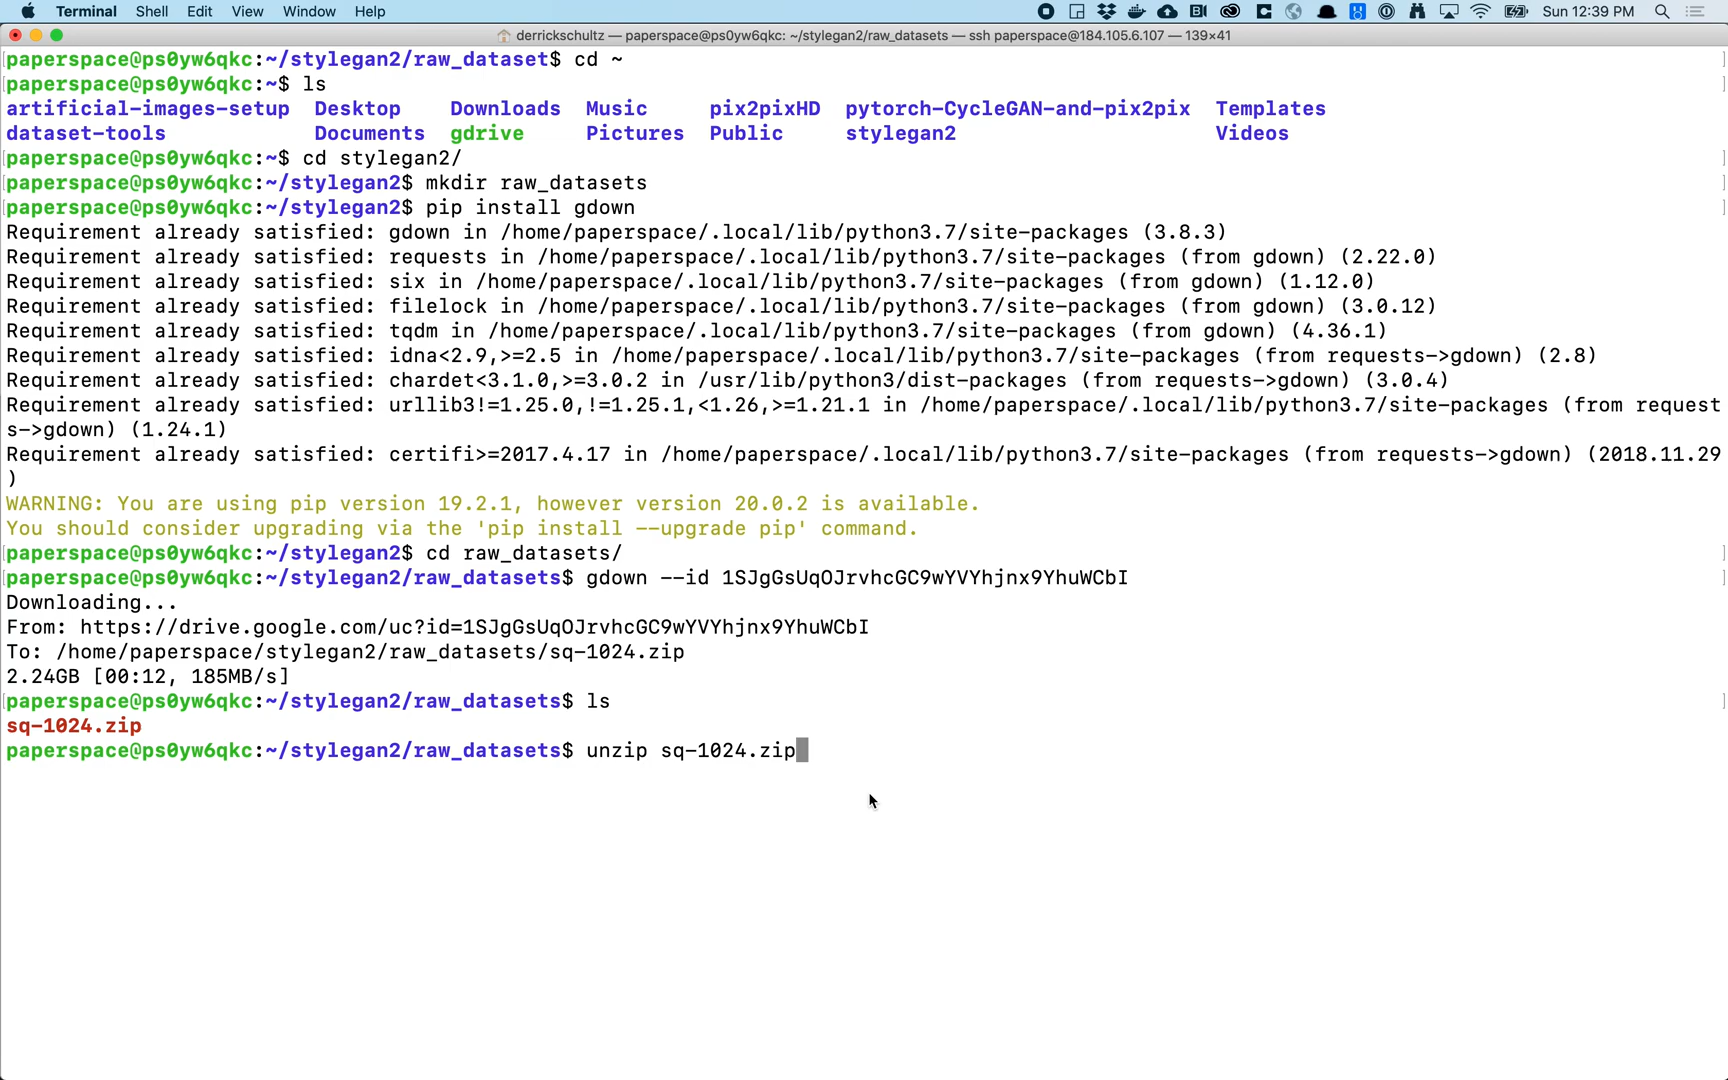 Terminal Shell Edit View Window Help Sun 12:39 PM
derrickschultz — paperspace@ps0yw6qkc: ~/stylegan2/raw_datasets — ssh paperspace@184.105.6.107 — 139×41
paperspace@ps0yw6qkc:~/stylegan2/raw_dataset$ cd ~
paperspace@ps0yw6qkc:~$ ls
artificial-images-setup Desktop Downloads Music pix2pixHD pytorch-CycleGAN-and-pix2pix Templates
dataset-tools Documents gdrive Pictures Public stylegan2 Videos
paperspace@ps0yw6qkc:~$ cd stylegan2/
paperspace@ps0yw6qkc:~/stylegan2$ mkdir raw_datasets
paperspace@ps0yw6qkc:~/stylegan2$ pip install gdown
Requirement already satisfied: gdown in /home/paperspace/.local/lib/python3.7/site-packages (3.8.3)
Requirement already satisfied: requests in /home/paperspace/.local/lib/python3.7/site-packages (from gdown) (2.22.0)
Requirement already satisfied: six in /home/paperspace/.local/lib/python3.7/site-packages (from gdown) (1.12.0)
Requirement already satisfied: filelock in /home/paperspace/.local/lib/python3.7/site-packages (from gdown) (3.0.12)
Requirement already satisfied: tqdm in /home/paperspace/.local/lib/python3.7/site-packages (from gdown) (4.36.1)
Requirement already satisfied: idna<2.9,>=2.5 in /home/paperspace/.local/lib/python3.7/site-packages (from requests->gdown) (2.8)
Requirement already satisfied: chardet<3.1.0,>=3.0.2 in /usr/lib/python3/dist-packages (from requests->gdown) (3.0.4)
Requirement already satisfied: urllib3!=1.25.0,!=1.25.1,<1.26,>=1.21.1 in /home/paperspace/.local/lib/python3.7/site-packages (from request
s->gdown) (1.24.1)
Requirement already satisfied: certifi>=2017.4.17 in /home/paperspace/.local/lib/python3.7/site-packages (from requests->gdown) (2018.11.29
)
WARNING: You are using pip version 19.2.1, however version 20.0.2 is available.
You should consider upgrading via the 'pip install --upgrade pip' command.
paperspace@ps0yw6qkc:~/stylegan2$ cd raw_datasets/
paperspace@ps0yw6qkc:~/stylegan2/raw_datasets$ gdown --id 1SJgGsUqOJrvhcGC9wYVYhjnx9YhuWCbI
Downloading...
From: https://drive.google.com/uc?id=1SJgGsUqOJrvhcGC9wYVYhjnx9YhuWCbI
To: /home/paperspace/stylegan2/raw_datasets/sq-1024.zip
2.24GB [00:12, 185MB/s]
paperspace@ps0yw6qkc:~/stylegan2/raw_datasets$ ls
sq-1024.zip
paperspace@ps0yw6qkc:~/stylegan2/raw_datasets$ unzip sq-1024.zip